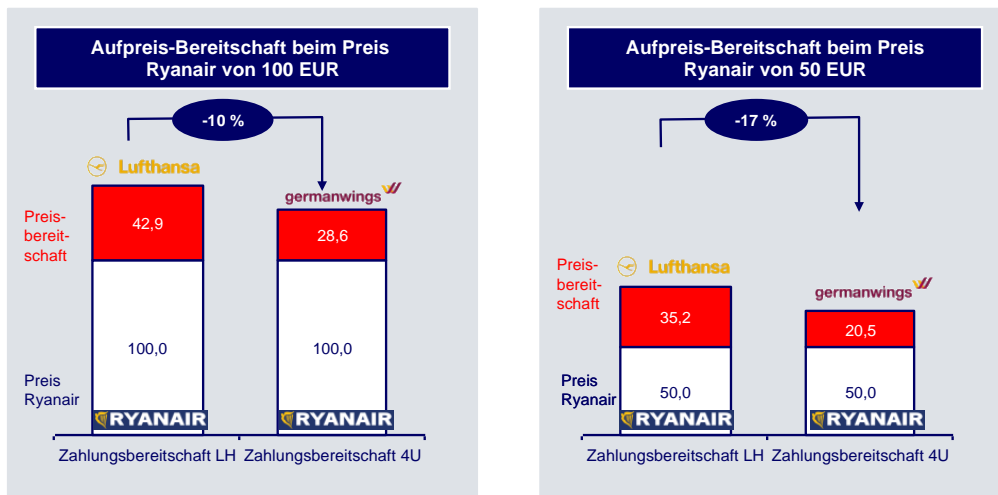 Aufpreis-Bereitschaft beim Preis
Ryanair von 100 EUR
-10 %
Lufthansa
germanwings
Preis-
bereit-
schaft
42,9
28,6
100,0
100,0
Preis
Ryanair
RYANAIR
RYANAIR
Zahlungsbereitschaft LH
Zahlungsbereitschaft 4U
Aufpreis-Bereitschaft beim Preis
Ryanair von 50 EUR
-17 %
Lufthansa
germanwings
Preis-
bereit-
schaft
35,2
20,5
50,0
50,0
Preis
Ryanair
RYANAIR
RYANAIR
Zahlungsbereitschaft LH
Zahlungsbereitschaft 4U